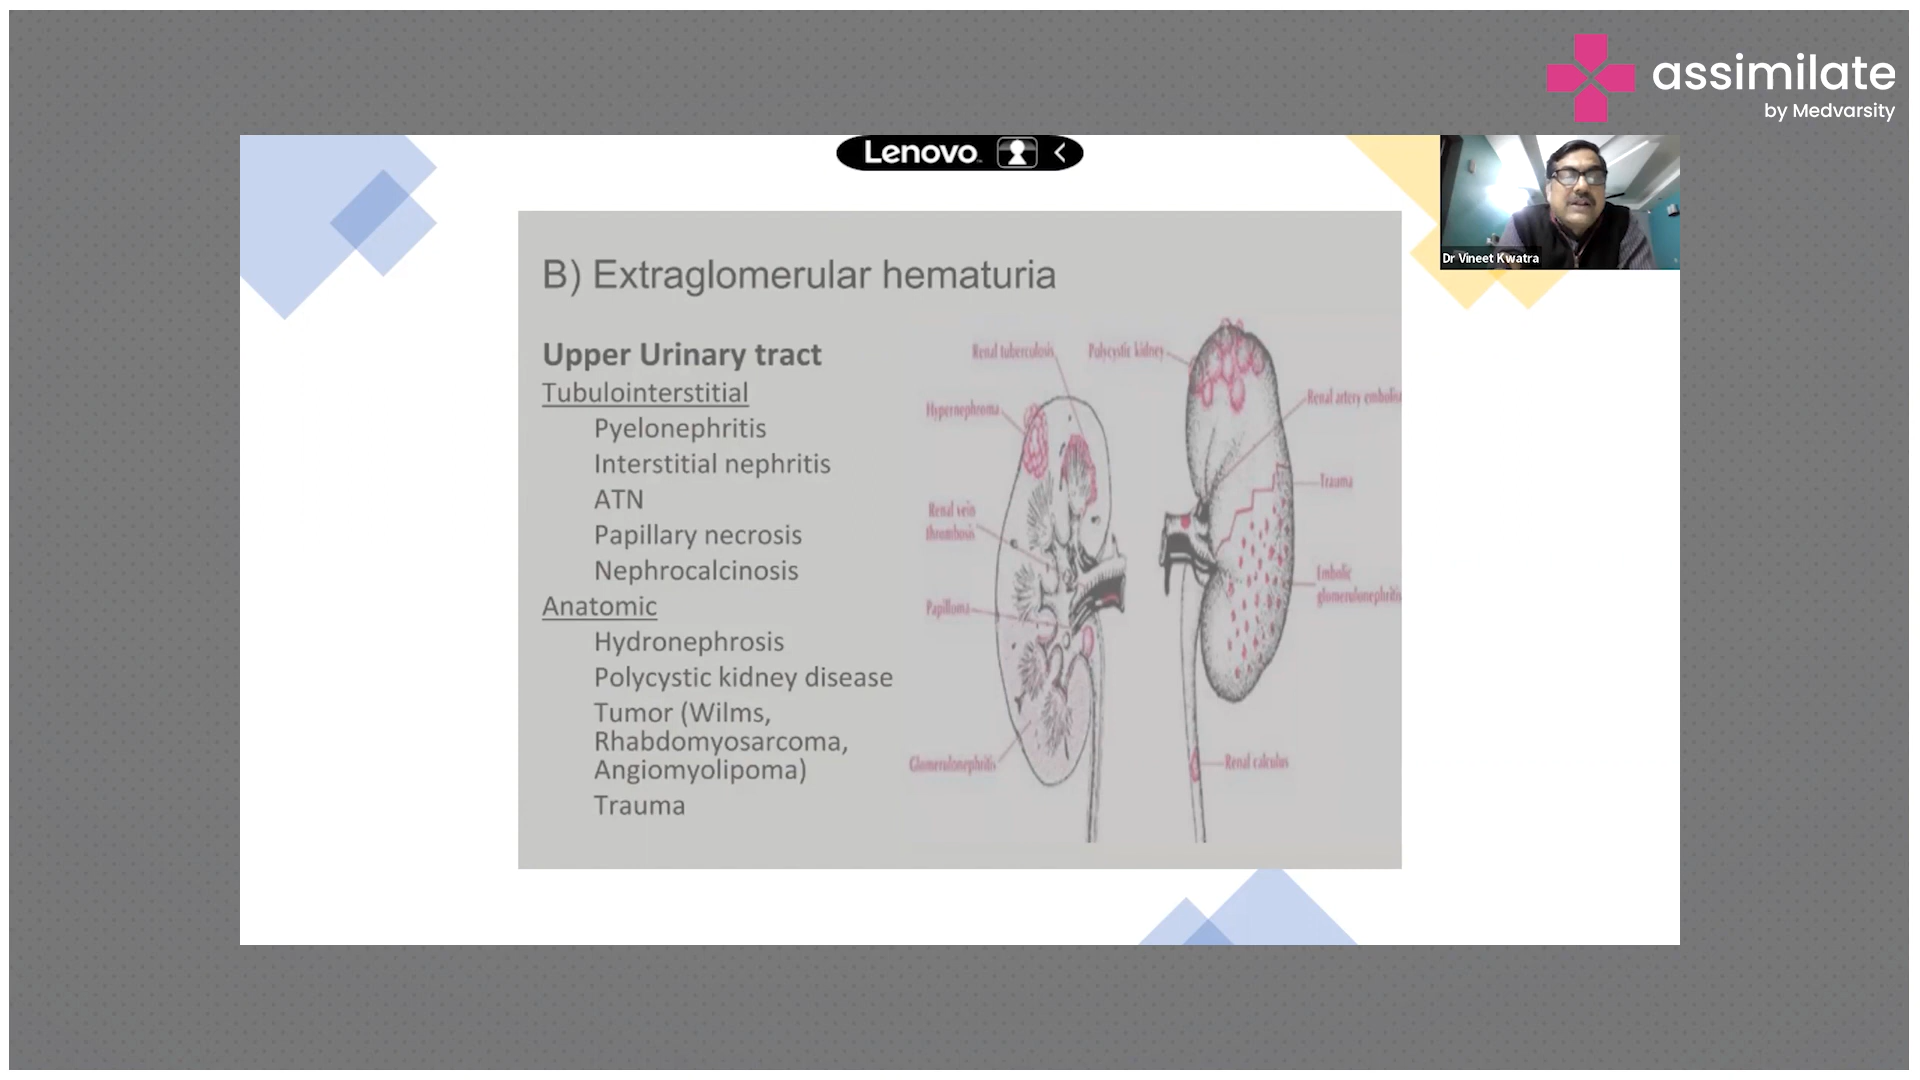 assimilate
by Medvarsity
Lenovo
Dr Vineet Kwatra
B) Extraglomerular hematuria
Upper Urinary tract
Tubulointerstitial
Pyelonephritis
Interstitial nephritis
ATN
Papillary necrosis
Nephrocalcinosis
Anatomic
Hydronephrosis
Polycystic kidney disease
Tumor (Wilms,
Rhabdomyosarcoma,
Angiomyolipoma)
Trauma
Renal tuberculosis
Polycystic kidney
Hypernephroma
Renal artery embolis
Trauma
Renal vein
thrombosis
Embolic
glomerulonephritis
Papilloma
Glomerulonephritis
Renal calculus